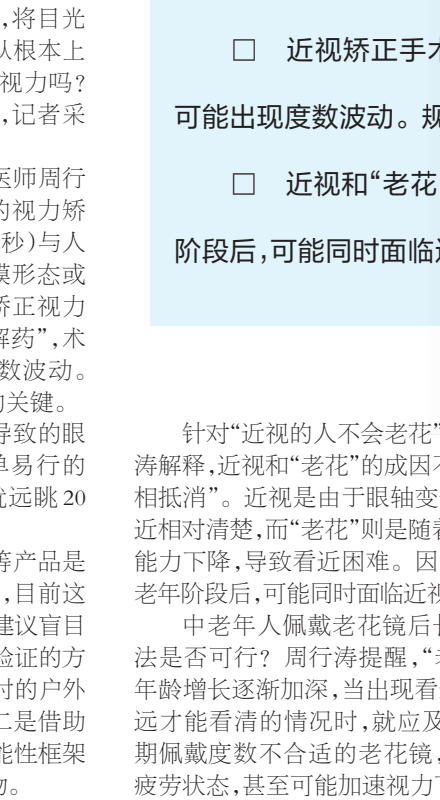 ,将目光
从根本上
视力吗?
,记者采
医师周行
的视力矫
秒)与人
膜形态或
矫正视力
解药”,术
数波动。
的关键。
导致的眼
单易行的
就远眺 20
等产品是
,目前这
建议盲目
验证的方
时的户外
二是借助
能性框架
物。
□ 近视矫正手术
可能出现度数波动。规
□ 近视和“老花
阶段后,可能同时面临近
针对“近视的人不会老花”
涛解释,近视和“老花”的成因不
相抵消”。近视是由于眼轴变
近相对清楚,而“老花”则是随着
能力下降,导致看近困难。因
老年阶段后,可能同时面临近视
中老年人佩戴老花镜后长
法是否可行? 周行涛提醒,“老
年龄增长逐渐加深,当出现看
远才能看清的情况时,就应及
期佩戴度数不合适的老花镜,
疲劳状态,甚至可能加速视力下